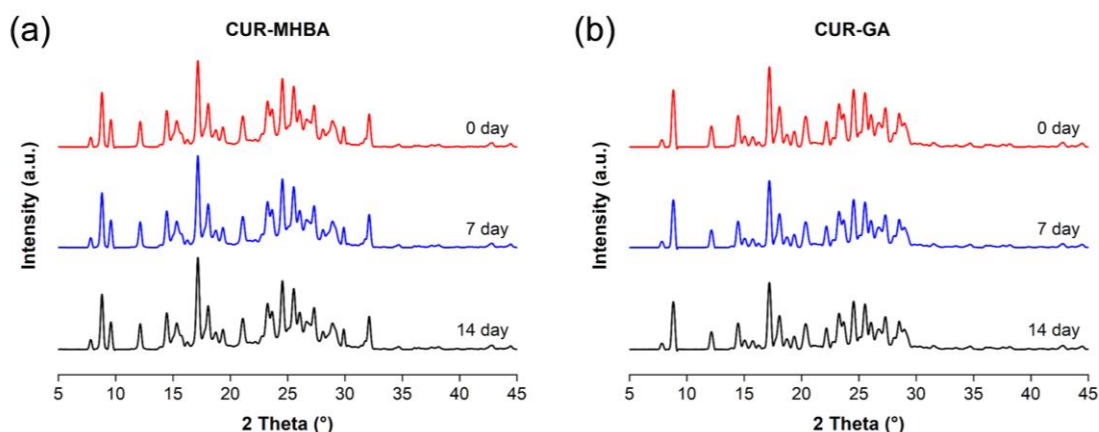 (a)
CUR-MHBA
0 day
7 day
14 day
Intensity (a.u.)
5 10 15 20 25 30 35 40 45
2 Theta (°)
(b)
CUR-GA
0 day
7 day
14 day
Intensity (a.u.)
5 10 15 20 25 30 35 40 45
2 Theta (°)